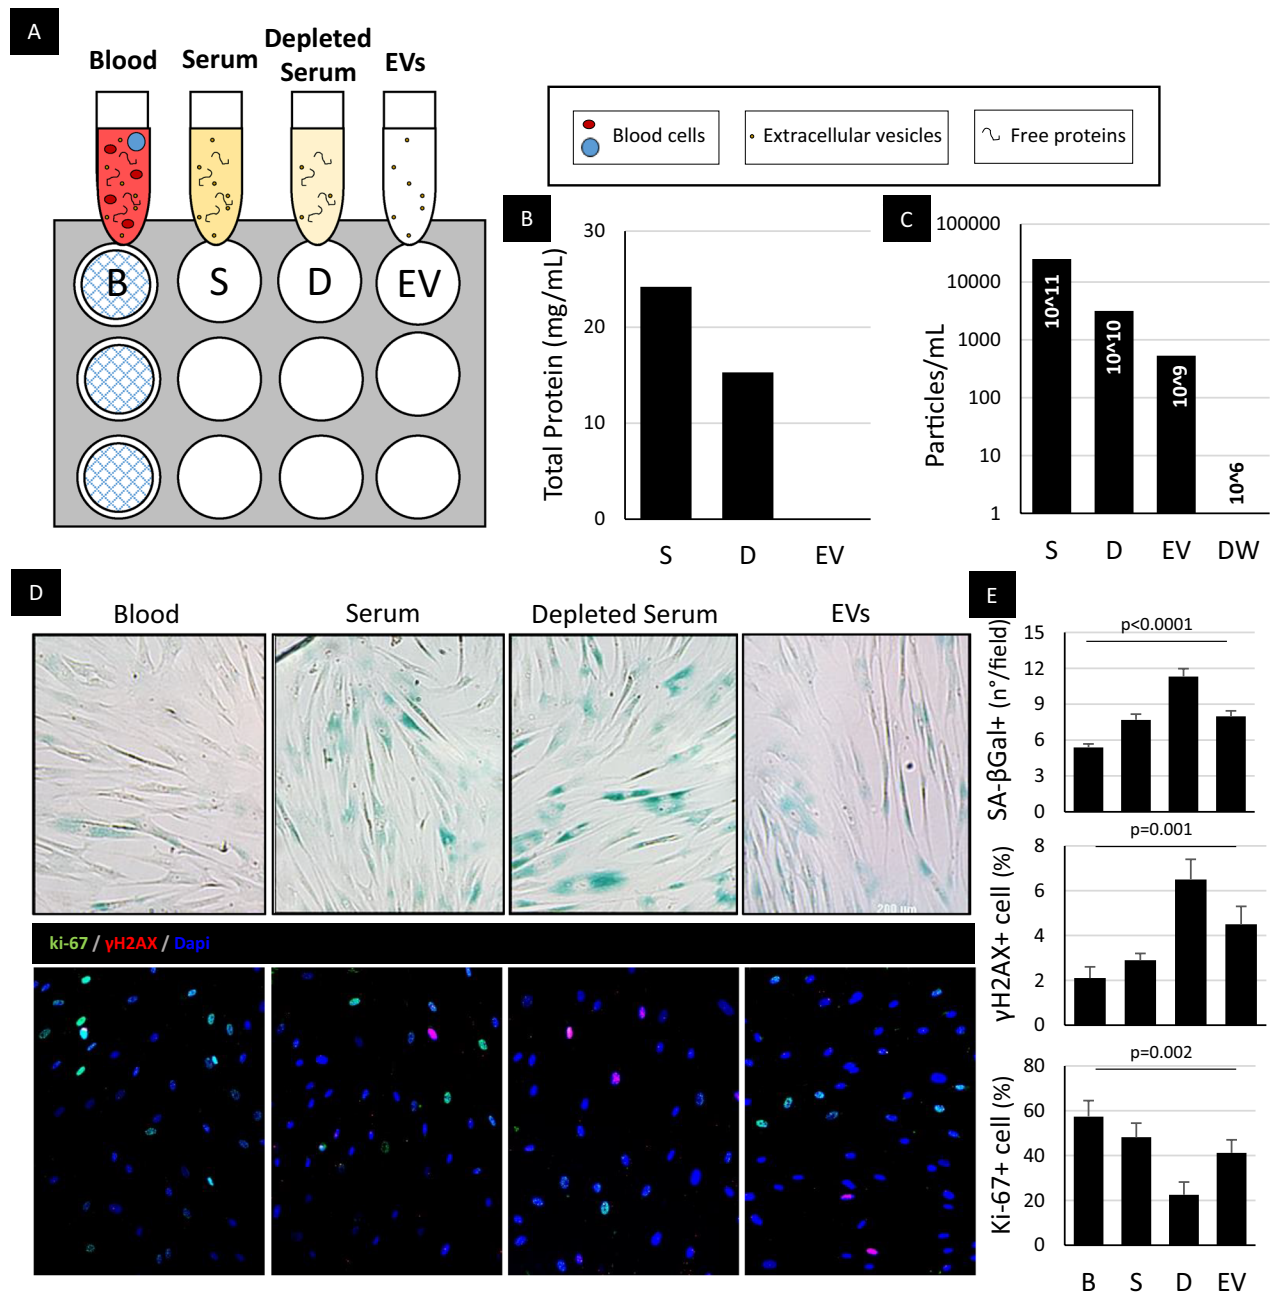 A
Blood
Serum
Depleted
Serum
EVs
Blood cells
Extracellular vesicles
Free proteins
B
S
D
EV
B
Total Protein (mg/mL)
30
20
10
0
S
D
EV
C
Particles/mL
100000
10000
1000
100
10
1
10^11
10^10
10^9
10^6
S
D
EV
DW
D
Blood
Serum
Depleted Serum
EVs
200 µm
ki-67 / γH2AX / Dapi
E
SA-βGal+ (n°/field)
15
12
9
6
3
0
p<0.0001
γH2AX+ cell (%)
8
6
4
2
0
p=0.001
Ki-67+ cell (%)
80
60
40
20
0
p=0.002
B
S
D
EV